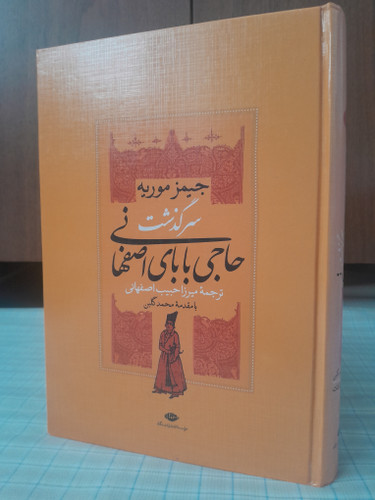 جیمز موریه
سرگذشت
حاجی بابای اصفهانی
ترجمهٔ میرزا حبیب اصفهانی
با مقدمهٔ محمد گلبن